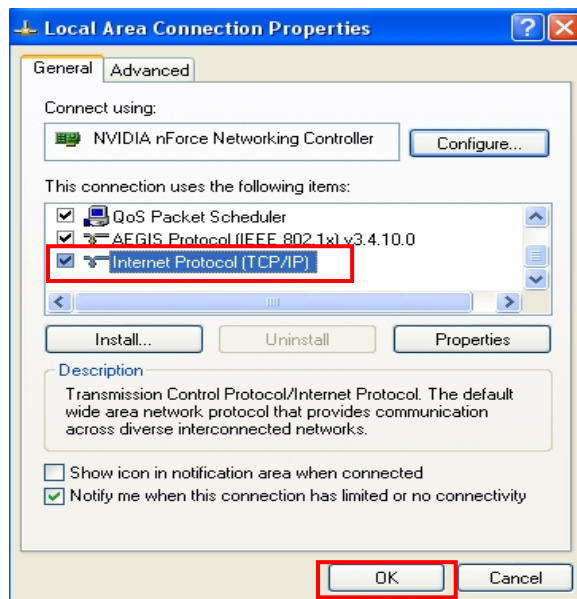 Local Area Connection Properties
General Advanced
Connect using:
NVIDIA nForce Networking Controller Configure...
This connection uses the following items:
QoS Packet Scheduler
AEGIS Protocol (IEEE 802.1x) v3.4.10.0
Internet Protocol (TCP/IP)
Install... Uninstall Properties
Description
Transmission Control Protocol/Internet Protocol. The default
wide area network protocol that provides communication
across diverse interconnected networks.
Show icon in notification area when connected
Notify me when this connection has limited or no connectivity
OK Cancel